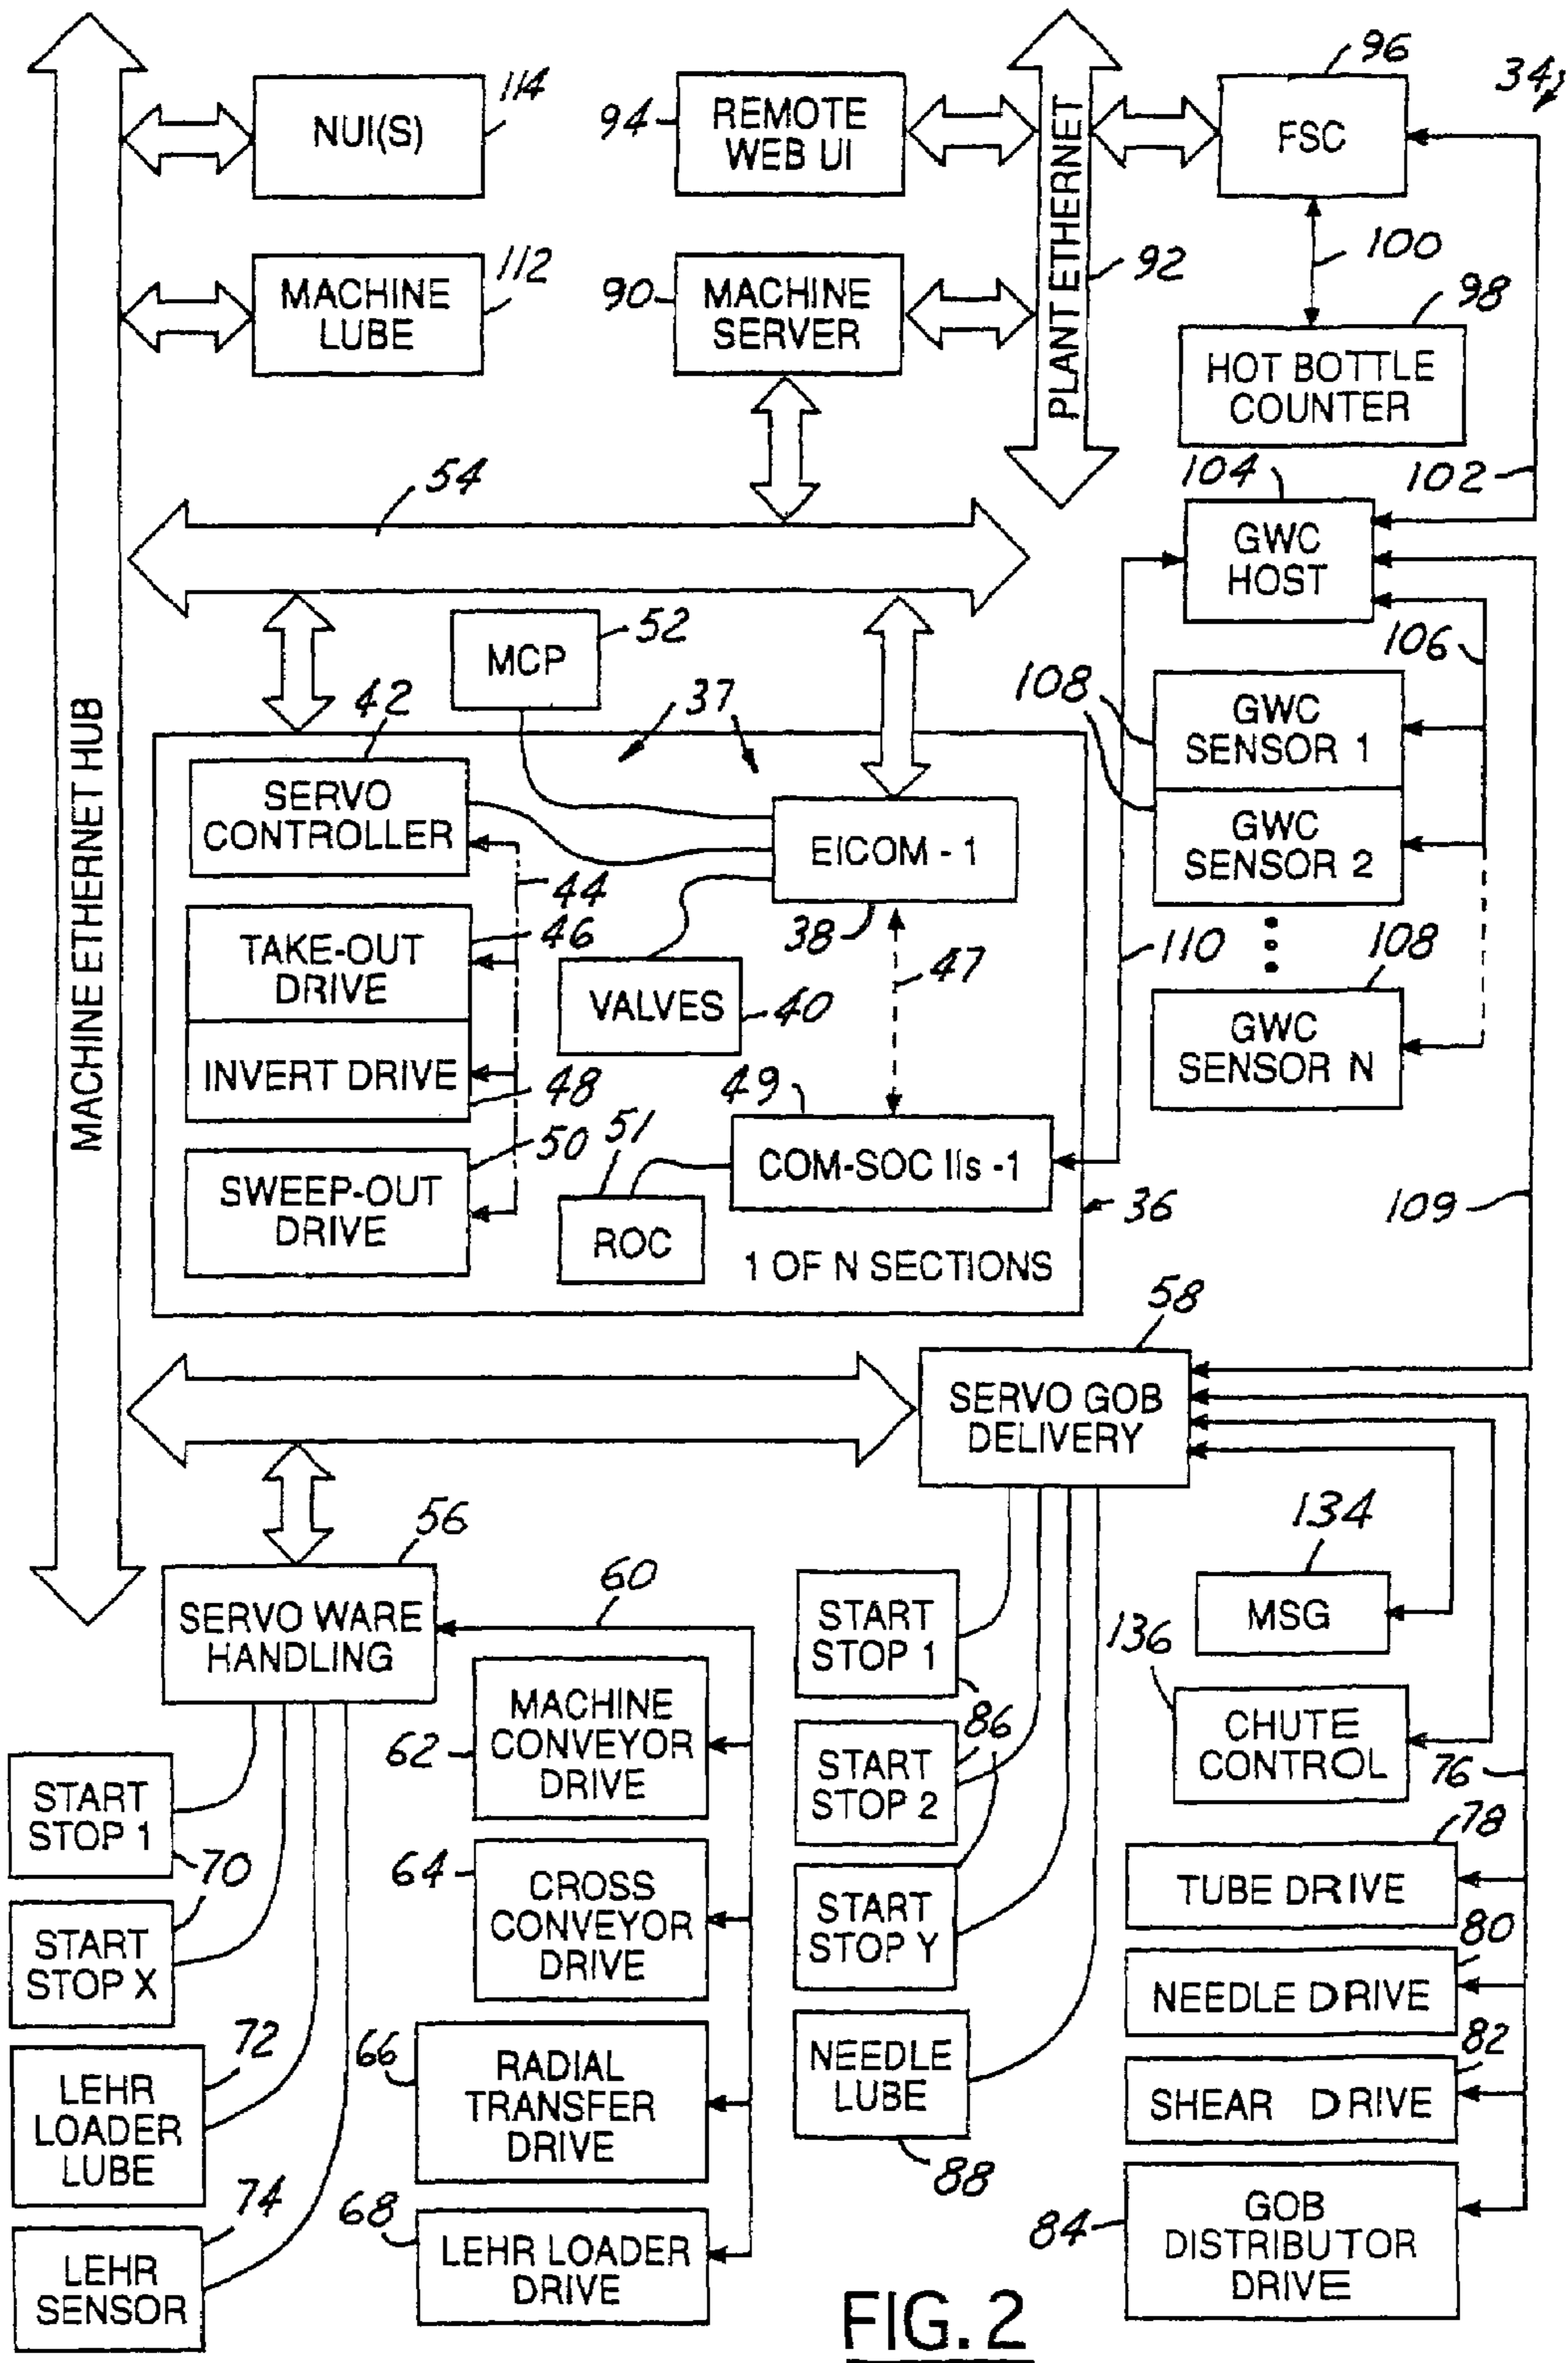 114
NUI(S)
94
REMOTE
WEB UI
96
FSC
34
PLANT ETHERNET
112
MACHINE
LUBE
90
MACHINE
SERVER
92
100
98
HOT BOTTLE
COUNTER
54
104
102
GWC
HOST
MCP
52
106
MACHINE ETHERNET HUB
42
37
108
GWC
SENSOR 1
SERVO
CONTROLLER
EICOM - 1
GWC
SENSOR 2
44
38
46
TAKE-OUT
DRIVE
47
110
108
VALVES
40
GWC
SENSOR N
INVERT DRIVE
48
49
50
51
COM-SOC IIs -1
SWEEP-OUT
DRIVE
ROC
36
109
1 OF N SECTIONS
58
SERVO GOB
DELIVERY
56
134
SERVO WARE
HANDLING
60
START
STOP 1
MSG
136
MACHINE
CONVEYOR
DRIVE
62
86
START
STOP 2
CHUTE
CONTROL
76
START
STOP 1
70
64
CROSS
CONVEYOR
DRIVE
START
STOP Y
78
TUBE DRIVE
80
START
STOP X
NEEDLE DRIVE
72
66
RADIAL
TRANSFER
DRIVE
NEEDLE
LUBE
82
SHEAR DRIVE
LEHR
LOADER
LUBE
88
74
68
LEHR LOADER
DRIVE
84
GOB
DISTRIBUTOR
DRIVE
LEHR
SENSOR
FIG. 2